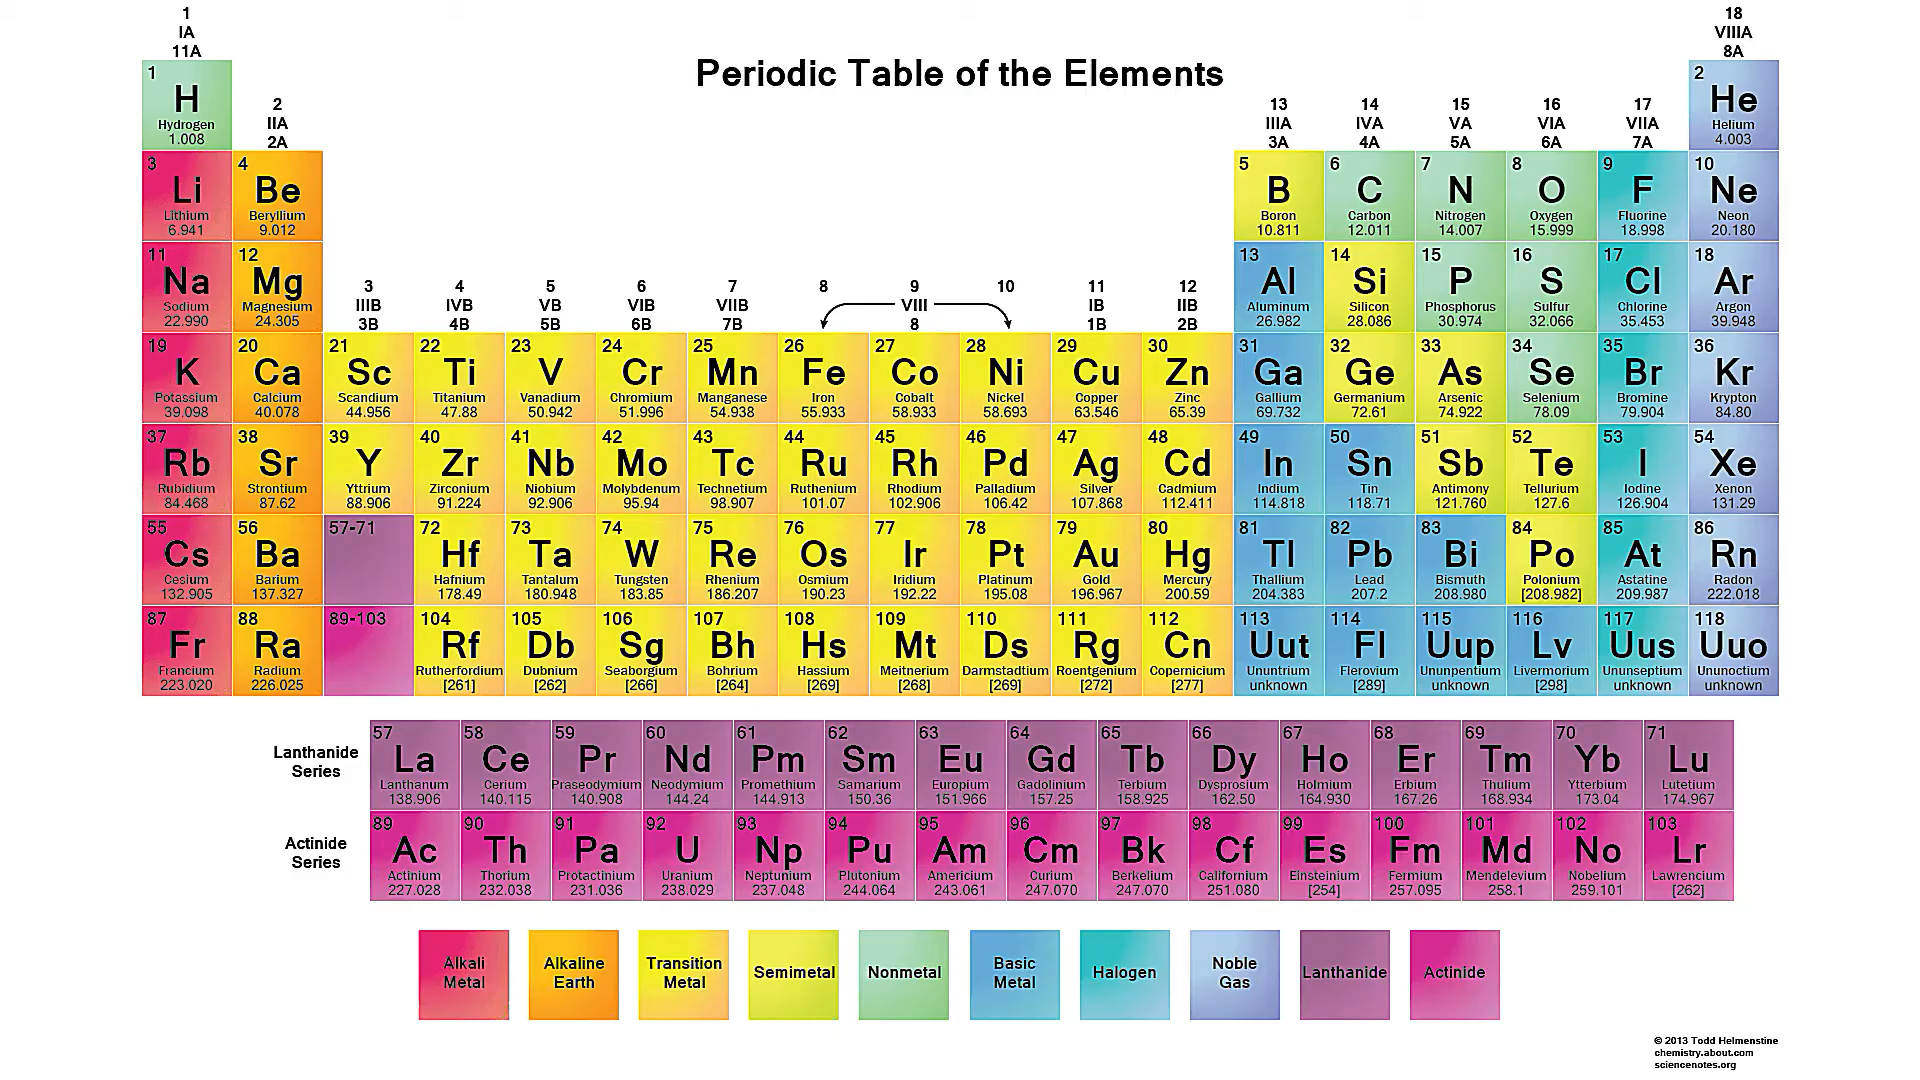 1 18
IA VIIIA
11A 8A
Periodic Table of the Elements
1 2
H He
Hydrogen Helium
1.008 4.003
2 13 14 15 16 17
IIA IIIA IVA VA VIA VIIA
2A 3A 4A 5A 6A 7A
3 4 5 6 7 8 9 10
Li Be B C N O F Ne
Lithium Beryllium Boron Carbon Nitrogen Oxygen Fluorine Neon
6.941 9.012 10.811 12.011 14.007 15.999 18.998 20.180
11 12 13 14 15 16 17 18
Na Mg Al Si P S Cl Ar
Sodium Magnesium Aluminum Silicon Phosphorus Sulfur Chlorine Argon
22.990 24.305 26.982 28.086 30.974 32.066 35.453 39.948
3 4 5 6 7 8 9 10 11 12
IIIB IVB VB VIB VIIB VIII IB IIB
3B 4B 5B 6B 7B 8 1B 2B
19 20 21 22 23 24 25 26 27 28 29 30 31 32 33 34 35 36
K Ca Sc Ti V Cr Mn Fe Co Ni Cu Zn Ga Ge As Se Br Kr
Potassium Calcium Scandium Titanium Vanadium Chromium Manganese Iron Cobalt Nickel Copper Zinc Gallium Germanium Arsenic Selenium Bromine Krypton
39.098 40.078 44.956 47.88 50.942 51.996 54.938 55.933 58.933 58.693 63.546 65.39 69.732 72.61 74.922 78.09 79.904 84.80
37 38 39 40 41 42 43 44 45 46 47 48 49 50 51 52 53 54
Rb Sr Y Zr Nb Mo Tc Ru Rh Pd Ag Cd In Sn Sb Te I Xe
Rubidium Strontium Yttrium Zirconium Niobium Molybdenum Technetium Ruthenium Rhodium Palladium Silver Cadmium Indium Tin Antimony Tellurium Iodine Xenon
84.468 87.62 88.906 91.224 92.906 95.94 98.907 101.07 102.906 106.42 107.868 112.411 114.818 118.71 121.760 127.6 126.904 131.29
55 56 57-71 72 73 74 75 76 77 78 79 80 81 82 83 84 85 86
Cs Ba Hf Ta W Re Os Ir Pt Au Hg Tl Pb Bi Po At Rn
Cesium Barium Hafnium Tantalum Tungsten Rhenium Osmium Iridium Platinum Gold Mercury Thallium Lead Bismuth Polonium Astatine Radon
132.905 137.327 178.49 180.948 183.85 186.207 190.23 192.22 195.08 196.967 200.59 204.383 207.2 208.980 [208.982] 209.987 222.018
87 88 89-103 104 105 106 107 108 109 110 111 112 113 114 115 116 117 118
Fr Ra Rf Db Sg Bh Hs Mt Ds Rg Cn Uut Fl Uup Lv Uus Uuo
Francium Radium Rutherfordium Dubnium Seaborgium Bohrium Hassium Meitnerium Darmstadtium Roentgenium Copernicium Ununtrium Flerovium Ununpentium Livermorium Ununseptium Ununoctium
223.020 226.025 [261] [262] [266] [264] [269] [268] [269] [272] [277] unknown [289] unknown [298] unknown unknown
Lanthanide
Series
57 58 59 60 61 62 63 64 65 66 67 68 69 70 71
La Ce Pr Nd Pm Sm Eu Gd Tb Dy Ho Er Tm Yb Lu
Lanthanum Cerium Praseodymium Neodymium Promethium Samarium Europium Gadolinium Terbium Dysprosium Holmium Erbium Thulium Ytterbium Lutetium
138.906 140.115 140.908 144.24 144.913 150.36 151.966 157.25 158.925 162.50 164.930 167.26 168.934 173.04 174.967
Actinide
Series
89 90 91 92 93 94 95 96 97 98 99 100 101 102 103
Ac Th Pa U Np Pu Am Cm Bk Cf Es Fm Md No Lr
Actinium Thorium Protactinium Uranium Neptunium Plutonium Americium Curium Berkelium Californium Einsteinium Fermium Mendelevium Nobelium Lawrencium
227.028 232.038 231.036 238.029 237.048 244.064 243.061 247.070 247.070 251.080 [254] 257.095 258.1 259.101 [262]
Alkali Metal
Alkaline Earth
Transition Metal
Semimetal
Nonmetal
Basic Metal
Halogen
Noble Gas
Lanthanide
Actinide
© 2013 Todd Helmenstine
chemistry.about.com
sciencenotes.org